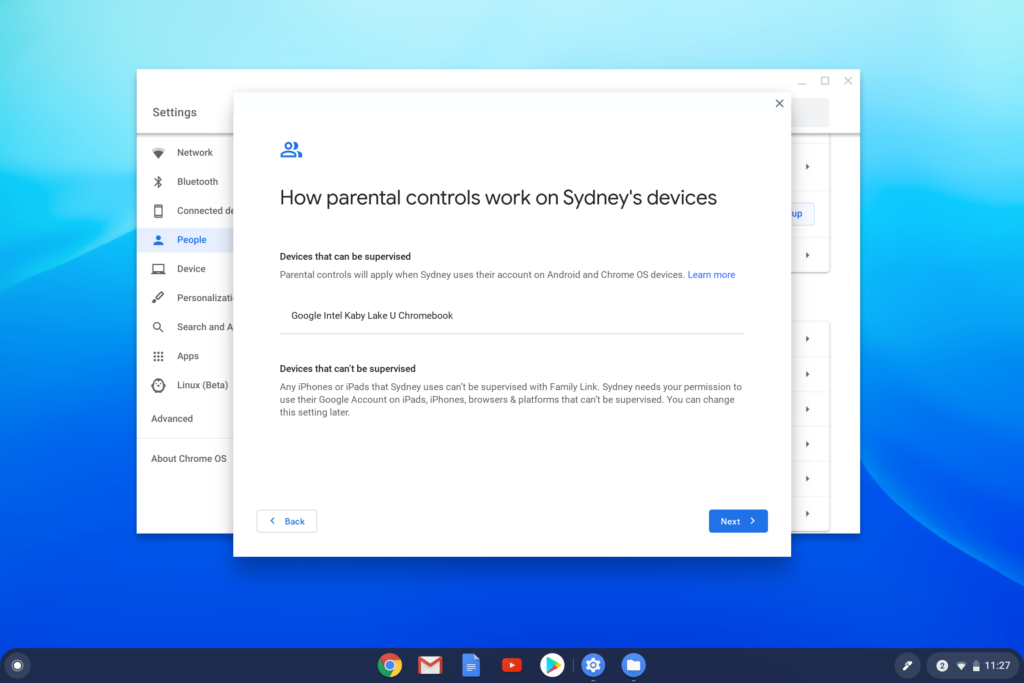 Settings
Network
Bluetooth
Connected de
People
Device
Personalizati
Search and A
Apps
Linux (Beta)
Advanced
About Chrome OS
How parental controls work on Sydney's devices
Devices that can be supervised
Parental controls will apply when Sydney uses their account on Android and Chrome OS devices. Learn more
Google Intel Kaby Lake U Chromebook
Devices that can't be supervised
Any iPhones or iPads that Sydney uses can't be supervised with Family Link. Sydney needs your permission to
use their Google Account on iPads, iPhones, browsers & platforms that can't be supervised. You can change
this setting later.
Back
Next
up
2
11:27